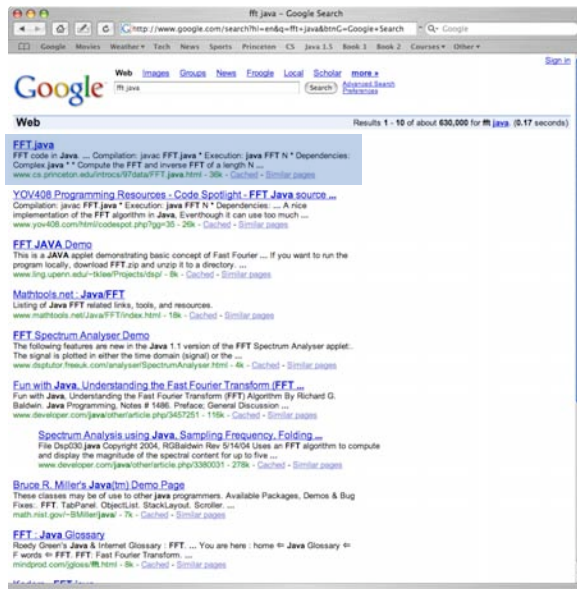 fft java - Google Search
http://www.google.com/search?hl=en&q=fft+java&btnG=Google+Search
Google
Google Movies Weather Tech News Sports Princeton CS Java 1.5 Book 1 Book 2 Courses Other
Sign in
Google
Web Images Groups News Froogle Local Scholar more »
fft java Search Advanced Search
Preferences
Web Results 1 - 10 of about 630,000 for fft java. (0.17 seconds)
FFT.java
FFT code in Java. ... Compilation: javac FFT.java * Execution: java FFT N * Dependencies:
Complex.java * * Compute the FFT and inverse FFT of a length N ...
www.cs.princeton.edu/introcs/97data/FFT.java.html - 36k - Cached - Similar pages
YOV408 Programming Resources - Code Spotlight - FFT Java source ...
Compilation: javac FFT.java * Execution: java FFT N * Dependencies: ... A nice
implementation of the FFT algorithm in Java, Eventhough it can use too much ...
www.yov408.com/html/codespot.php?gg=35 - 26k - Cached - Similar pages
FFT JAVA Demo
This is a JAVA applet demonstrating basic concept of Fast Fourier ... If you want to run the
program locally, download FFT.zip and unzip it to a directory. ...
www.ling.upenn.edu/~tklee/Projects/dsp/ - 8k - Cached - Similar pages
Mathtools.net : Java/FFT
Listing of Java FFT related links, tools, and resources.
www.mathtools.net/Java/FFT/index.html - 18k - Cached - Similar pages
FFT Spectrum Analyser Demo
The following features are new in the Java 1.1 version of the FFT Spectrum Analyser applet:.
The signal is plotted in either the time domain (signal) or the ...
www.dsptutor.freeuk.com/analyser/SpectrumAnalyser.html - 4k - Cached - Similar pages
Fun with Java, Understanding the Fast Fourier Transform (FFT ...
Fun with Java, Understanding the Fast Fourier Transform (FFT) Algorithm By Richard G.
Baldwin. Java Programming, Notes # 1486. Preface; General Discussion ...
www.developer.com/java/other/article.php/3457251 - 116k - Cached - Similar pages
Spectrum Analysis using Java, Sampling Frequency, Folding ...
File Dsp030.java Copyright 2004, RGBaldwin Rev 5/14/04 Uses an FFT algorithm to compute
and display the magnitude of the spectral content for up to five ...
www.developer.com/java/other/article.php/3380031 - 278k - Cached - Similar pages
Bruce R. Miller's Java(tm) Demo Page
These classes may be of use to other java programmers. Available Packages, Demos & Bug
Fixes:. FFT. TabPanel. ObjectList. StackLayout. Scroller. ...
math.nist.gov/~BMiller/java/ - 7k - Cached - Similar pages
FFT : Java Glossary
Roedy Green's Java & Internet Glossary : FFT. ... You are here : home ⇐ Java Glossary ⇐
F words ⇐ FFT. FFT: Fast Fourier Transform. ...
mindprod.com/jgloss/fft.html - 8k - Cached - Similar pages